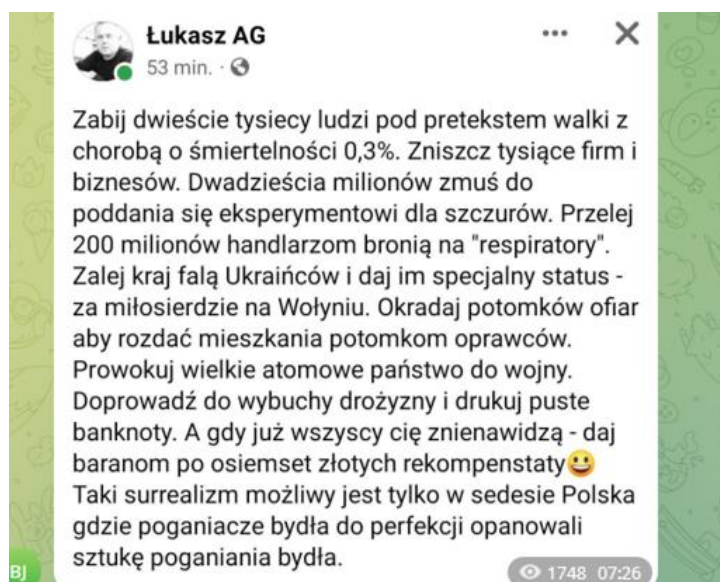 Łukasz AG
53 min.
Zabij dwieście tysiecy ludzi pod pretekstem walki z
chorobą o śmiertelności 0,3%. Zniszcz tysiące firm i
biznesów. Dwadzieścia milionów zmuś do
poddania się eksperymentowi dla szczurów. Przelej
200 milionów handlarzom bronią na "respiratory".
Zalej kraj falą Ukraińców i daj im specjalny status -
za miłosierdzie na Wołyniu. Okradaj potomków ofiar
aby rozdać mieszkania potomkom oprawców.
Prowokuj wielkie atomowe państwo do wojny.
Doprowadź do wybuchy drożyzny i drukuj puste
banknoty. A gdy już wszyscy cię znienawidzą - daj
baranom po osiemset złotych rekompenstaty😀
Taki surrealizm możliwy jest tylko w sedesie Polska
gdzie poganiacze bydła do perfekcji opanowali
sztukę poganiania bydła.
BJ
1748 07:26